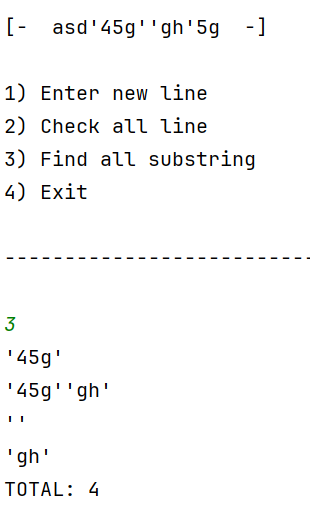 [-  asd'45g''gh'5g  -]
1) Enter new line
2) Check all line
3) Find all substring
4) Exit
--------------------------
3
'45g'
'45g''gh'
''
'gh'
TOTAL: 4